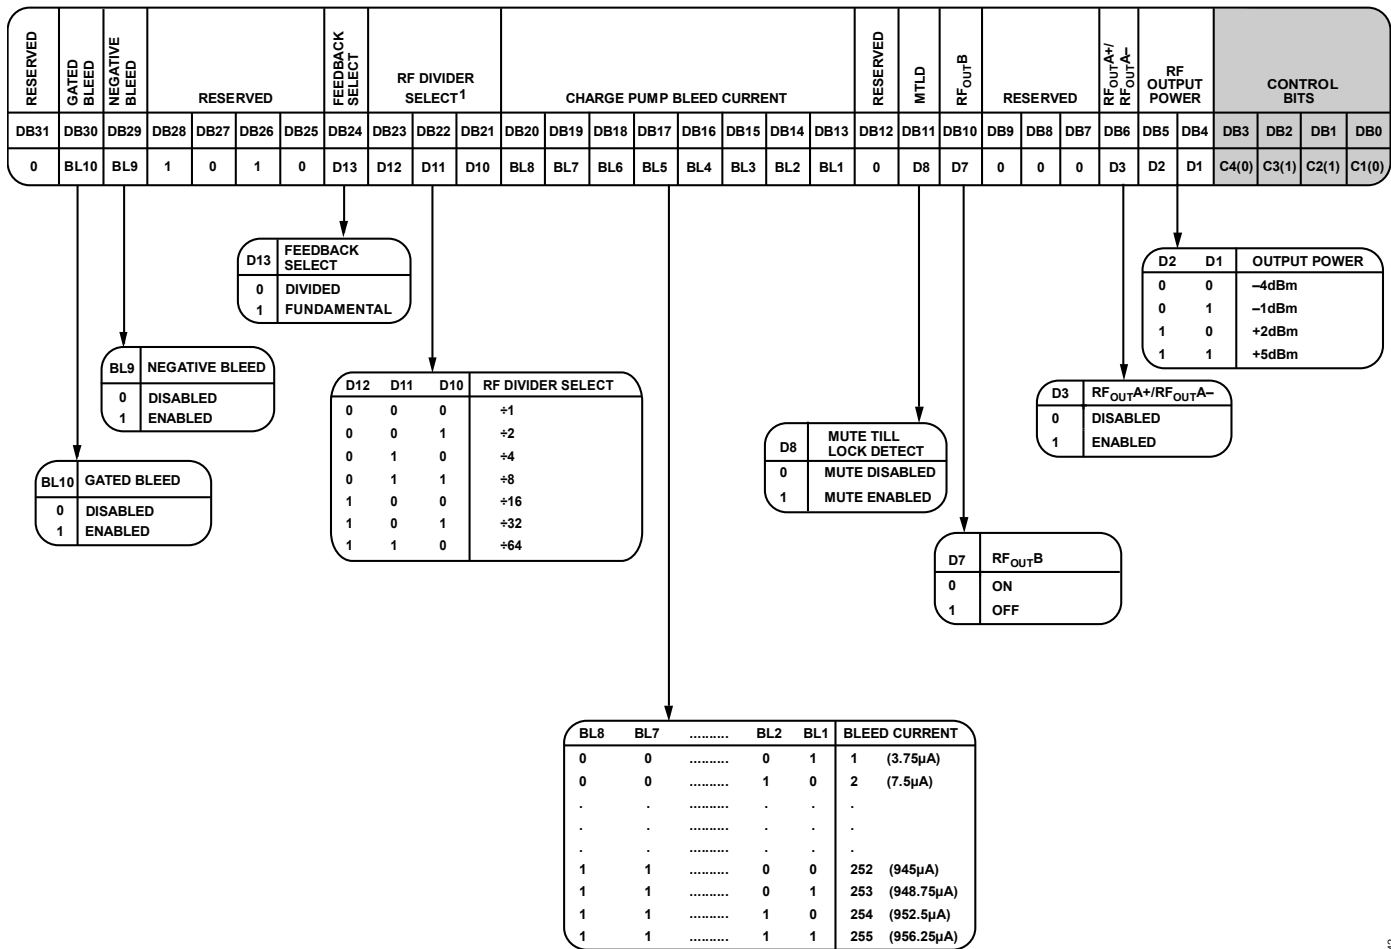 RESERVED
GATED BLEED
NEGATIVE BLEED
RESERVED
FEEDBACK SELECT
RF DIVIDER SELECT1
CHARGE PUMP BLEED CURRENT
RESERVED
MTLD
RFOUTB
RESERVED
RFOUTA+/ RFOUTA–
RF OUTPUT POWER
CONTROL BITS
DB31 DB30 DB29 DB28 DB27 DB26 DB25 DB24 DB23 DB22 DB21 DB20 DB19 DB18 DB17 DB16 DB15 DB14 DB13 DB12 DB11 DB10 DB9 DB8 DB7 DB6 DB5 DB4 DB3 DB2 DB1 DB0
0 BL10 BL9 1 0 1 0 D13 D12 D11 D10 BL8 BL7 BL6 BL5 BL4 BL3 BL2 BL1 0 D8 D7 0 0 0 D3 D2 D1 C4(0) C3(1) C2(1) C1(0)
D13 FEEDBACK SELECT
0 DIVIDED
1 FUNDAMENTAL
D2 D1 OUTPUT POWER
0 0 –4dBm
0 1 –1dBm
1 0 +2dBm
1 1 +5dBm
BL9 NEGATIVE BLEED
0 DISABLED
1 ENABLED
D12 D11 D10 RF DIVIDER SELECT
0 0 0 ÷1
0 0 1 ÷2
0 1 0 ÷4
0 1 1 ÷8
1 0 0 ÷16
1 0 1 ÷32
1 1 0 ÷64
D3 RFOUTA+/RFOUTA–
0 DISABLED
1 ENABLED
D8 MUTE TILL LOCK DETECT
0 MUTE DISABLED
1 MUTE ENABLED
BL10 GATED BLEED
0 DISABLED
1 ENABLED
D7 RFOUTB
0 ON
1 OFF
BL8 BL7 .......... BL2 BL1 BLEED CURRENT
0 0 .......... 0 1 1 (3.75µA)
0 0 .......... 1 0 2 (7.5µA)
. . .......... . . .
. . .......... . . .
. . .......... . . .
1 1 .......... 0 0 252 (945µA)
1 1 .......... 0 1 253 (948.75µA)
1 1 .......... 1 0 254 (952.5µA)
1 1 .......... 1 1 255 (956.25µA)